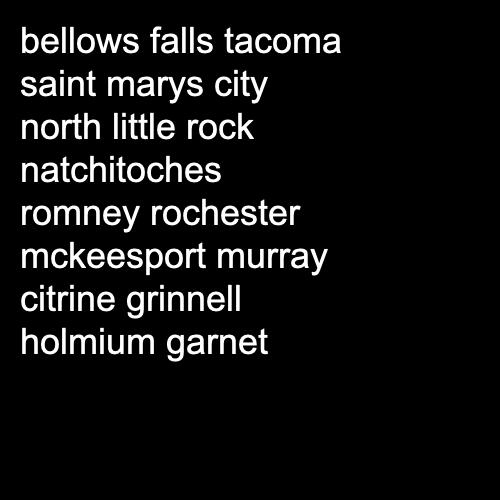 bellows falls tacoma
saint marys city
north little rock
natchitoches
romney rochester
mckeesport murray
citrine grinnell
holmium garnet